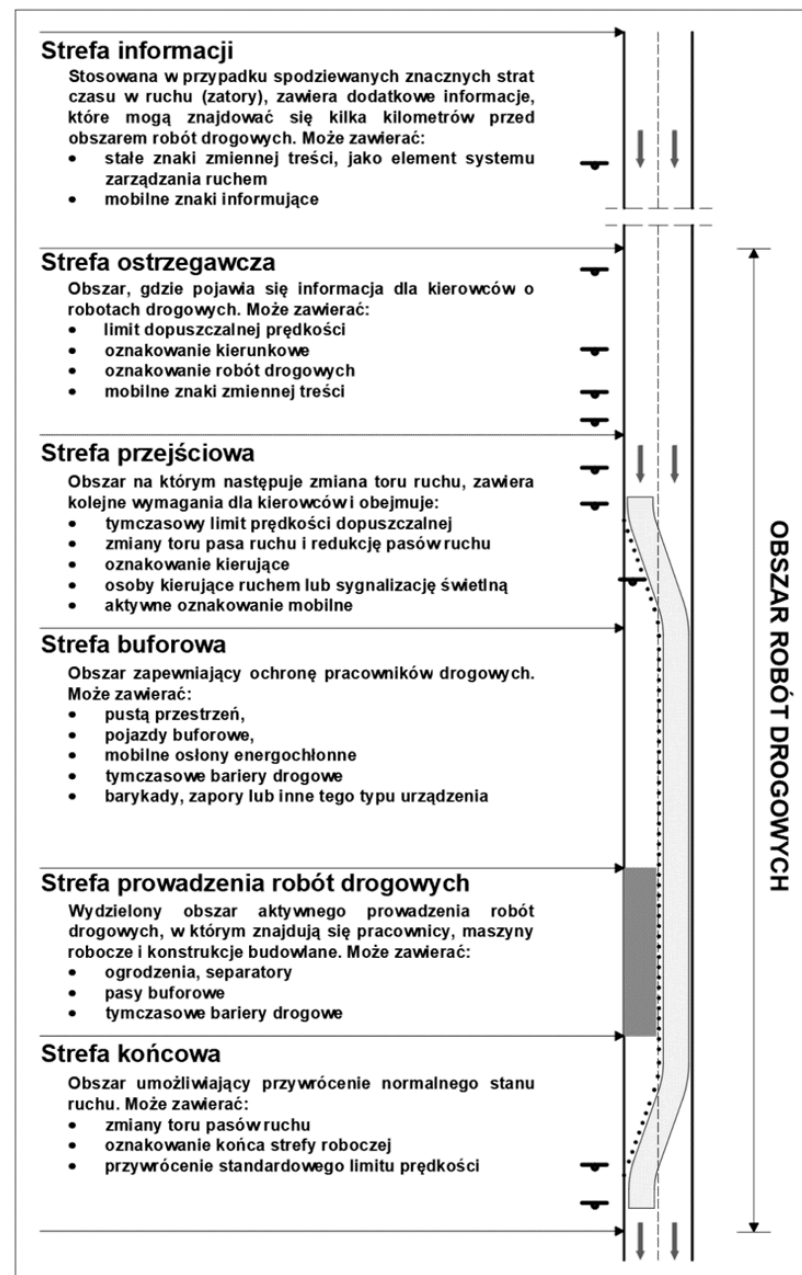 Strefa informacji
Stosowana w przypadku spodziewanych znacznych strat
czasu w ruchu (zatory), zawiera dodatkowe informacje,
które mogą znajdować się kilka kilometrów przed
obszarem robót drogowych. Może zawierać:
• stałe znaki zmiennej treści, jako element systemu
zarządzania ruchem
• mobilne znaki informujące
Strefa ostrzegawcza
Obszar, gdzie pojawia się informacja dla kierowców o
robotach drogowych. Może zawierać:
• limit dopuszczalnej prędkości
• oznakowanie kierunkowe
• oznakowanie robót drogowych
• mobilne znaki zmiennej treści
Strefa przejściowa
Obszar na którym następuje zmiana toru ruchu, zawiera
kolejne wymagania dla kierowców i obejmuje:
• tymczasowy limit prędkości dopuszczalnej
• zmiany toru pasa ruchu i redukcję pasów ruchu
• oznakowanie kierujące
• osoby kierujące ruchem lub sygnalizację świetlną
• aktywne oznakowanie mobilne
Strefa buforowa
Obszar zapewniający ochronę pracowników drogowych.
Może zawierać:
• pustą przestrzeń,
• pojazdy buforowe,
• mobilne osłony energochłonne
• tymczasowe bariery drogowe
• barykady, zapory lub inne tego typu urządzenia
Strefa prowadzenia robót drogowych
Wydzielony obszar aktywnego prowadzenia robót
drogowych, w którym znajdują się pracownicy, maszyny
robocze i konstrukcje budowlane. Może zawierać:
• ogrodzenia, separatory
• pasy buforowe
• tymczasowe bariery drogowe
Strefa końcowa
Obszar umożliwiający przywrócenie normalnego stanu
ruchu. Może zawierać:
• zmiany toru pasów ruchu
• oznakowanie końca strefy roboczej
• przywrócenie standardowego limitu prędkości
OBSZAR ROBÓT DROGOWYCH